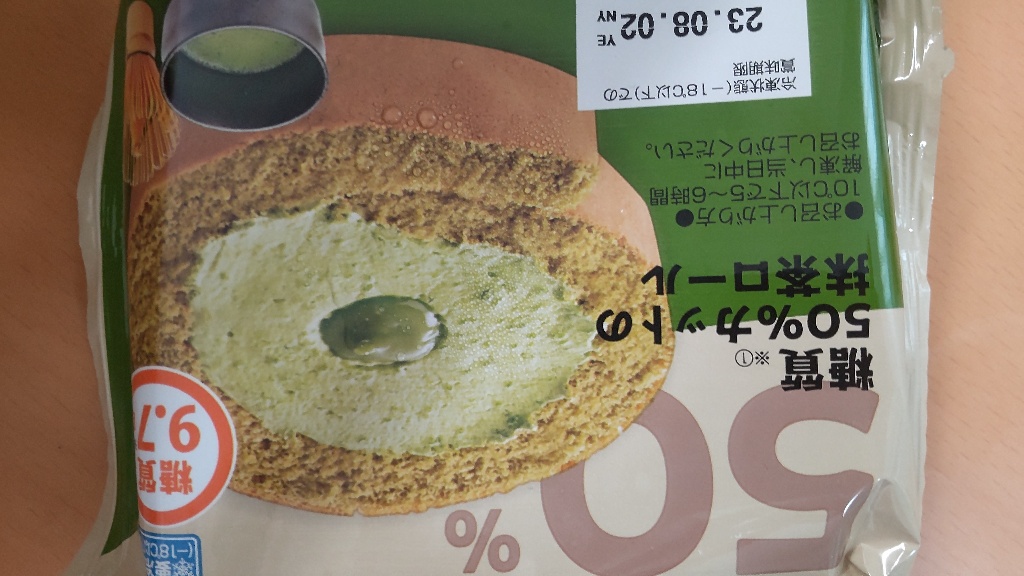 50
%
糖質
※①
50%カットの
抹茶ロール
●お召し上がり方●
10℃以下で5~6時間
解凍し、当日中に
お召し上がりください。
冷凍状態(-18℃以下)での
賞味期限
23.08.02
YE
NY
糖質
9.7
(-18℃